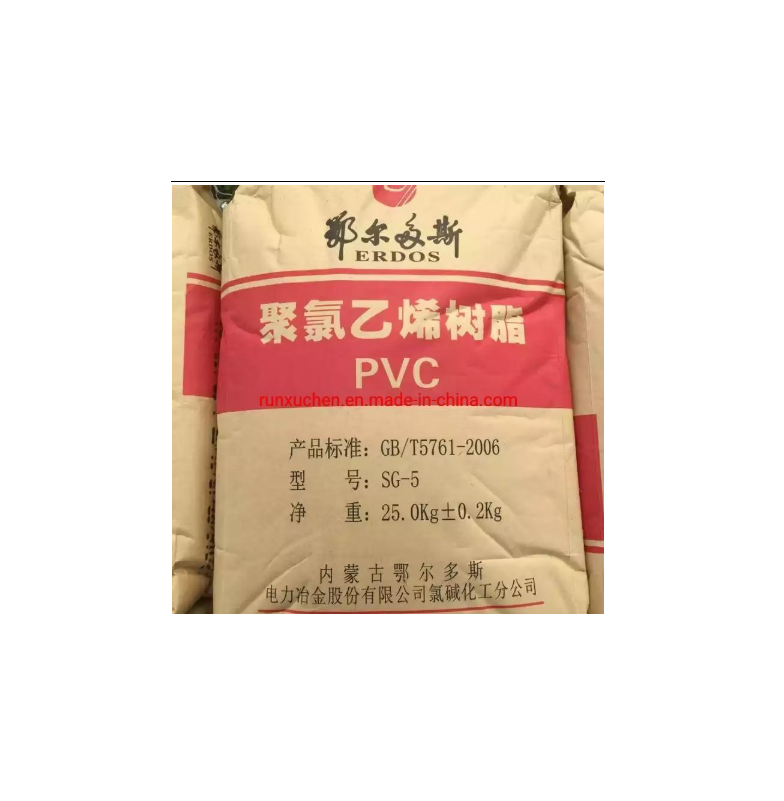 鄂尔多斯
ERDOS
聚氯乙烯树脂
PVC
runxuchen.en.made-in-china.com
产品标准：GB/T5761-2006
型　　号：SG-5
净　　重：25.0Kg±0.2Kg
内蒙古鄂尔多斯
电力冶金股份有限公司氯碱化工分公司
ERDOS